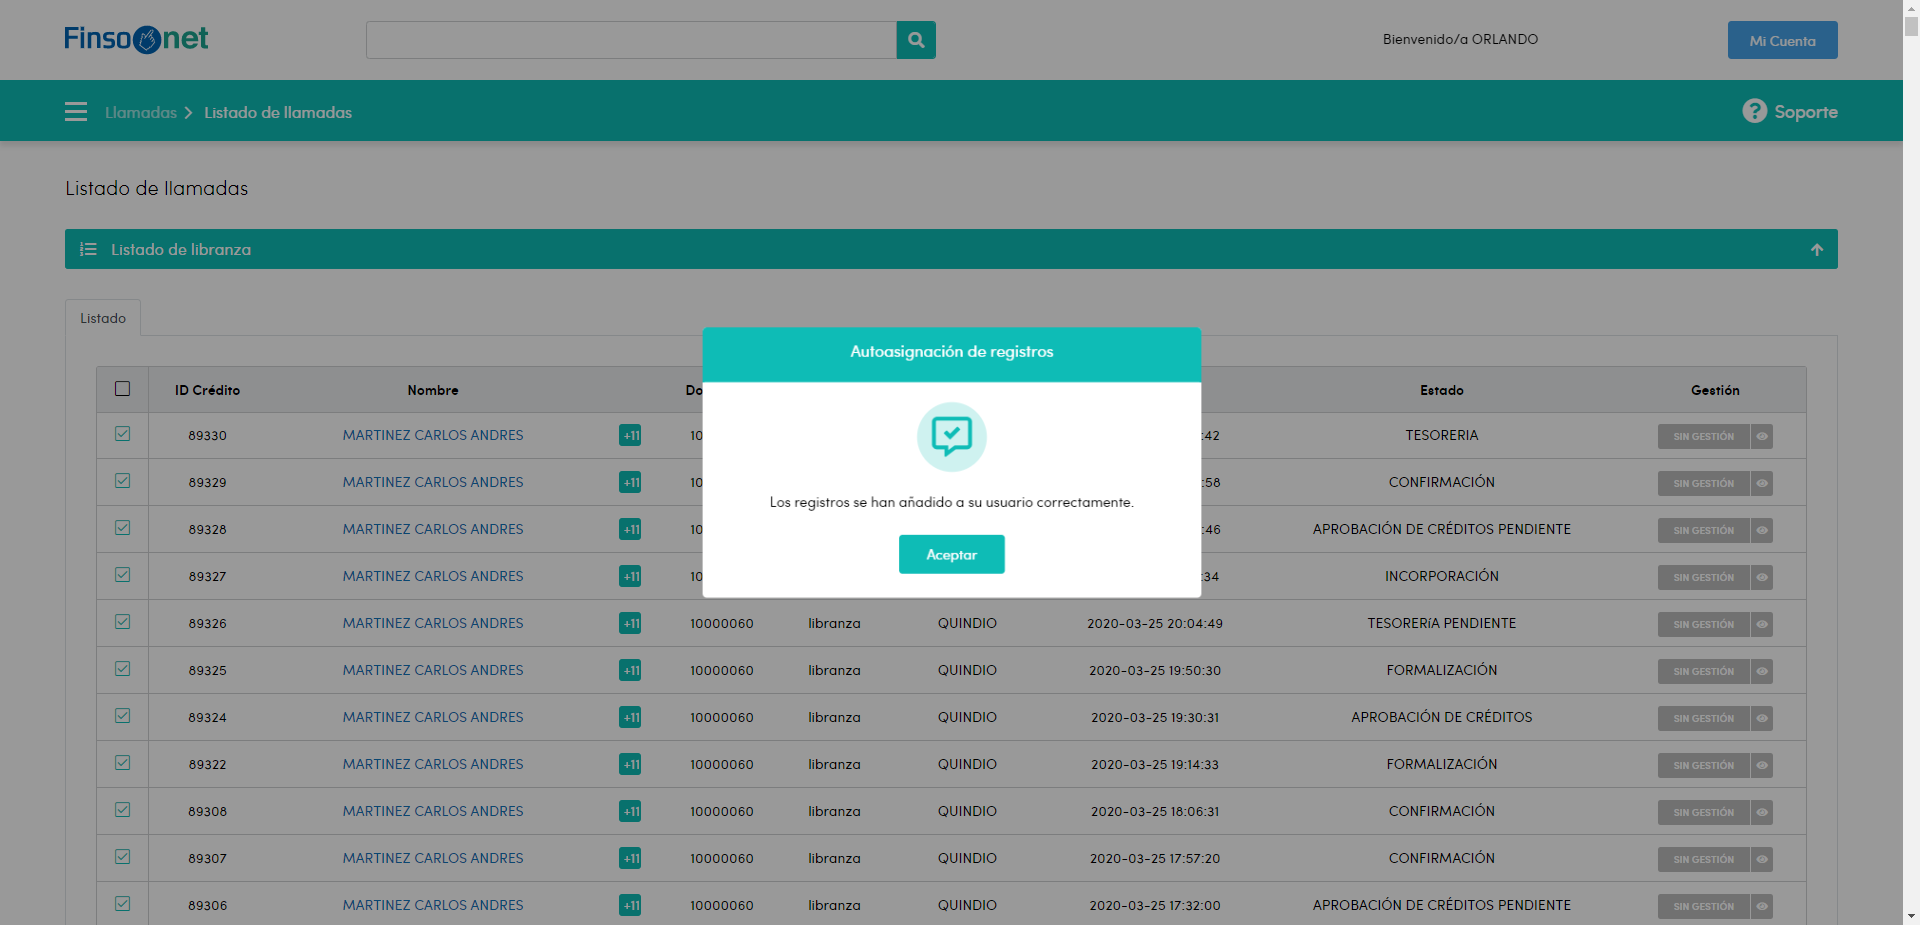 Finsonet
Bienvenido/a ORLANDO
Mi Cuenta
Llamadas
Listado de llamadas
Soporte
Listado de llamadas
Listado de libranza
Listado
Autoasignación de registros
Los registros se han añadido a su usuario correctamente.
Aceptar
ID Crédito Nombre Do Estado Gestión
89330 MARTINEZ CARLOS ANDRES +11 10 :42 TESORERIA SIN GESTIÓN
89329 MARTINEZ CARLOS ANDRES +11 10 :58 CONFIRMACIÓN SIN GESTIÓN
89328 MARTINEZ CARLOS ANDRES +11 10 :46 APROBACIÓN DE CRÉDITOS PENDIENTE SIN GESTIÓN
89327 MARTINEZ CARLOS ANDRES +11 10 :34 INCORPORACIÓN SIN GESTIÓN
89326 MARTINEZ CARLOS ANDRES +11 10000060 libranza QUINDIO 2020-03-25 20:04:49 TESORERíA PENDIENTE SIN GESTIÓN
89325 MARTINEZ CARLOS ANDRES +11 10000060 libranza QUINDIO 2020-03-25 19:50:30 FORMALIZACIÓN SIN GESTIÓN
89324 MARTINEZ CARLOS ANDRES +11 10000060 libranza QUINDIO 2020-03-25 19:30:31 APROBACIÓN DE CRÉDITOS SIN GESTIÓN
89322 MARTINEZ CARLOS ANDRES +11 10000060 libranza QUINDIO 2020-03-25 19:14:33 FORMALIZACIÓN SIN GESTIÓN
89308 MARTINEZ CARLOS ANDRES +11 10000060 libranza QUINDIO 2020-03-25 18:06:31 CONFIRMACIÓN SIN GESTIÓN
89307 MARTINEZ CARLOS ANDRES +11 10000060 libranza QUINDIO 2020-03-25 17:57:20 CONFIRMACIÓN SIN GESTIÓN
89306 MARTINEZ CARLOS ANDRES +11 10000060 libranza QUINDIO 2020-03-25 17:32:00 APROBACIÓN DE CRÉDITOS PENDIENTE SIN GESTIÓN